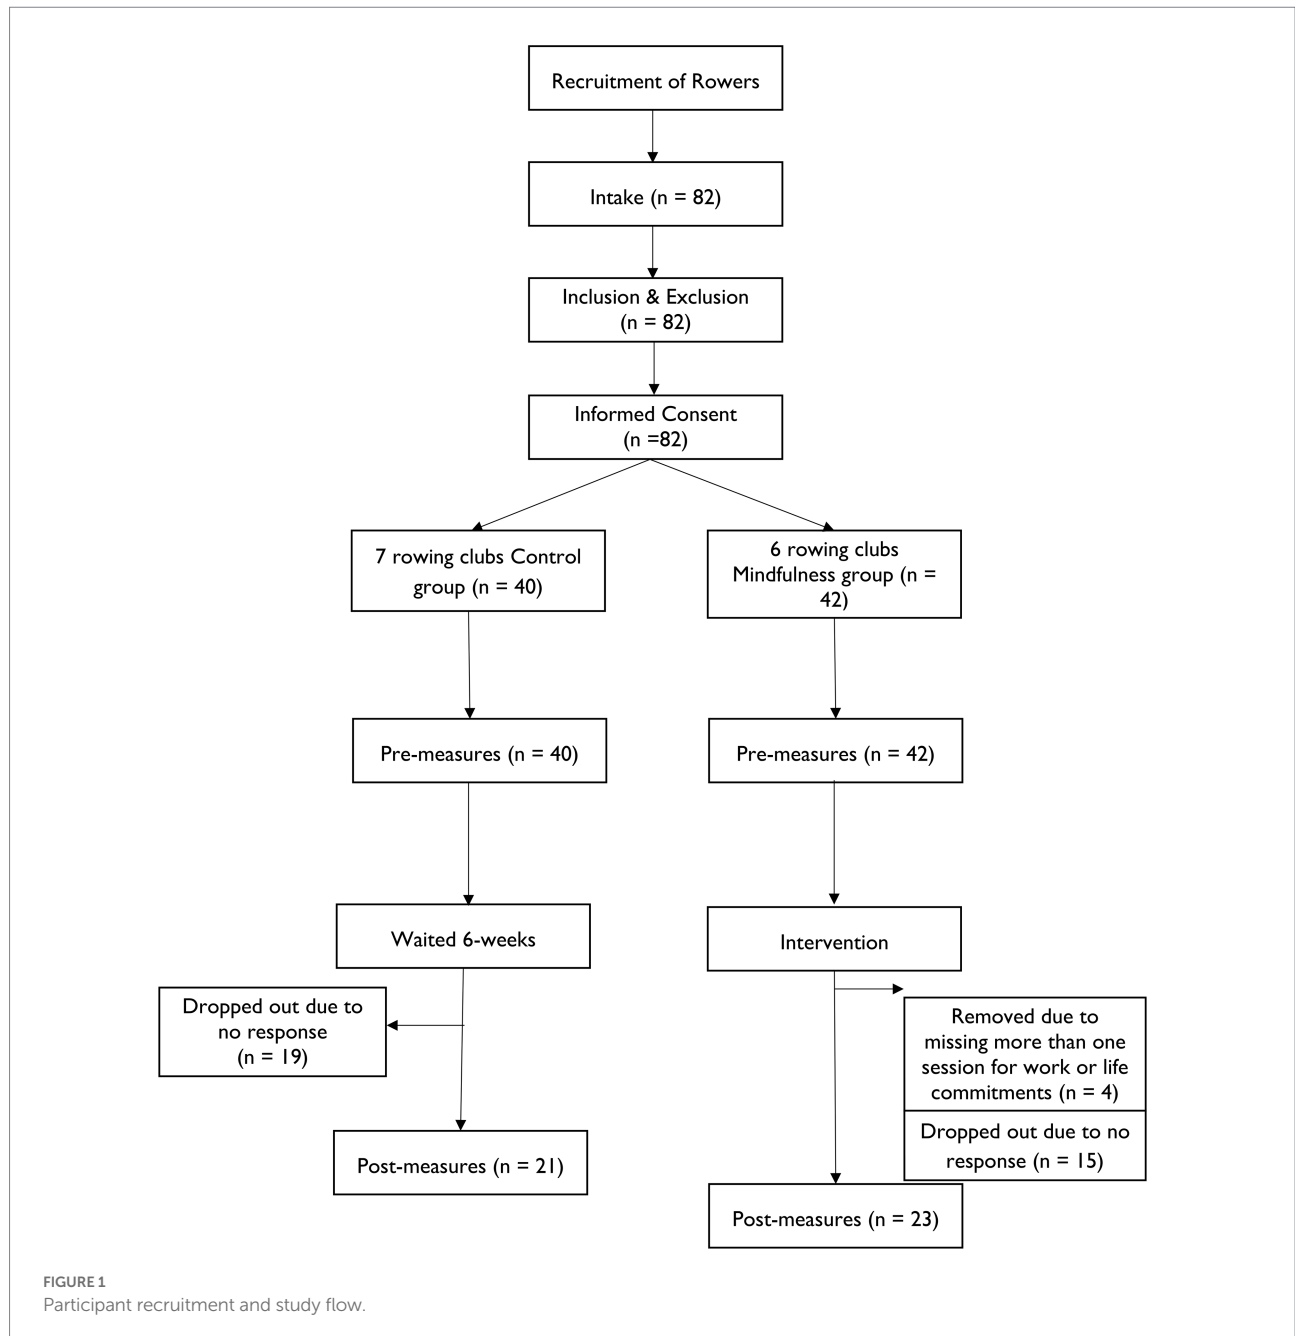 Recruitment of Rowers
Intake (n = 82)
Inclusion & Exclusion
(n = 82)
Informed Consent
(n =82)
7 rowing clubs Control
group (n = 40)
6 rowing clubs
Mindfulness group (n =
42)
Pre-measures (n = 40)
Pre-measures (n = 42)
Waited 6-weeks
Intervention
Dropped out due to
no response
(n = 19)
Removed due to
missing more than one
session for work or life
commitments (n = 4)
Dropped out due to no
response (n = 15)
Post-measures (n = 21)
Post-measures (n = 23)
FIGURE 1
Participant recruitment and study flow.